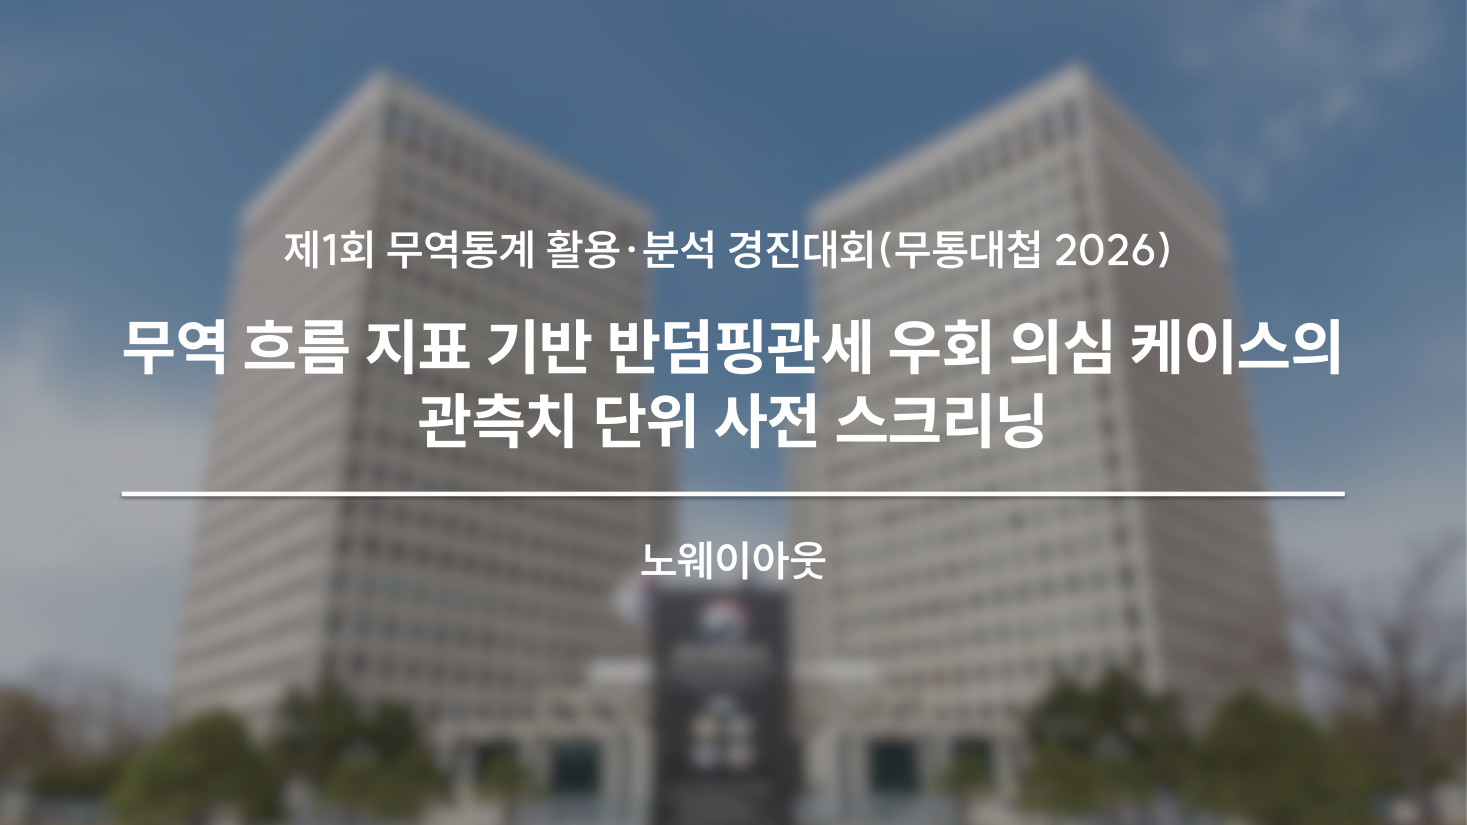 제1회 무역통계 활용·분석 경진대회(무통대첩 2026)
무역 흐름 지표 기반 반덤핑관세 우회 의심 케이스의
관측치 단위 사전 스크리닝
노웨이아웃